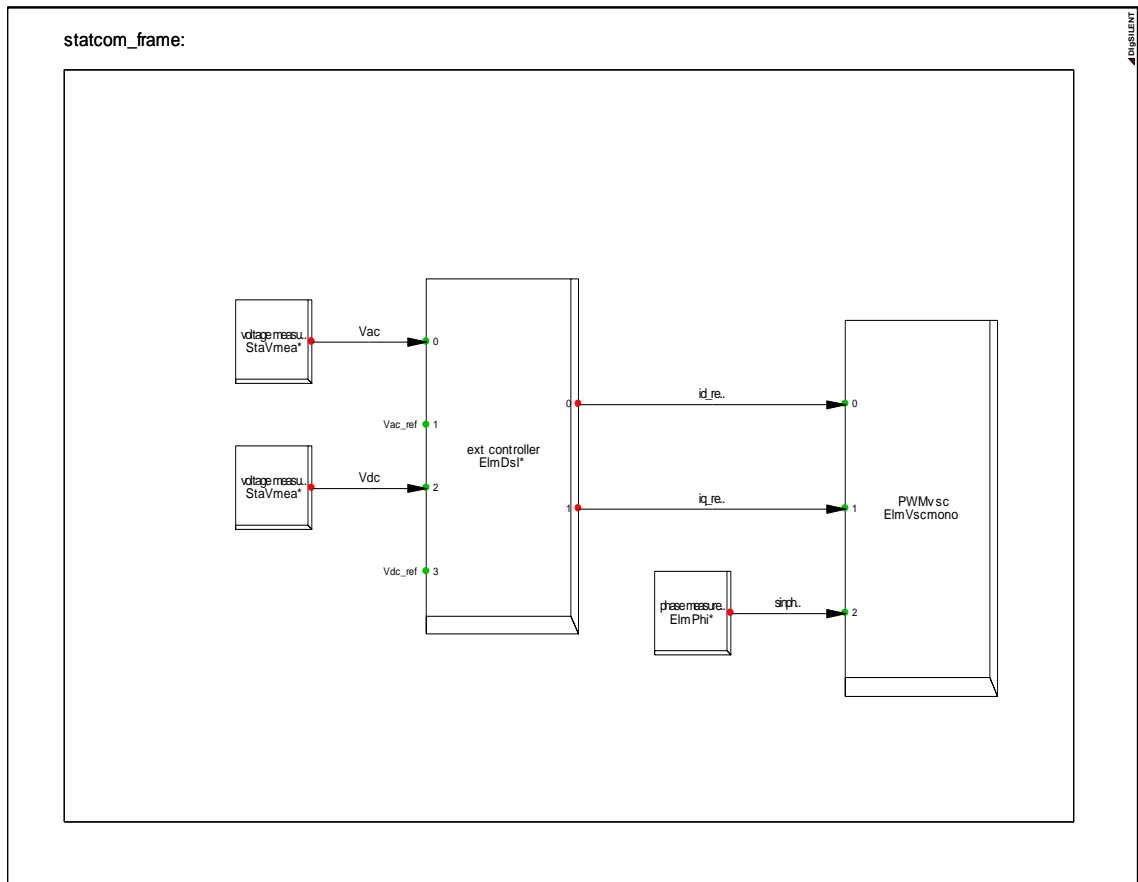 statcom_frame:
DIgSILENT
voltage measu..
StaVmea*
Vac
0
Vac_ref
1
voltage measu..
StaVmea*
Vdc
2
Vdc_ref
3
ext controller
ElmDsl*
0
id_re..
0
1
iq_re..
1
PWMvsc
ElmVscmono
phase measure..
ElmPhi*
sinph..
2